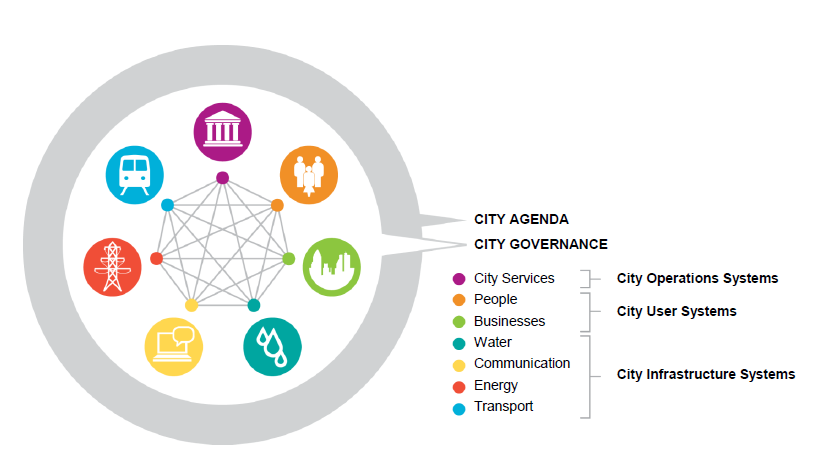 CITY AGENDA
CITY GOVERNANCE
City Services
City Operations Systems
People
City User Systems
Businesses
Water
Communication
City Infrastructure Systems
Energy
Transport